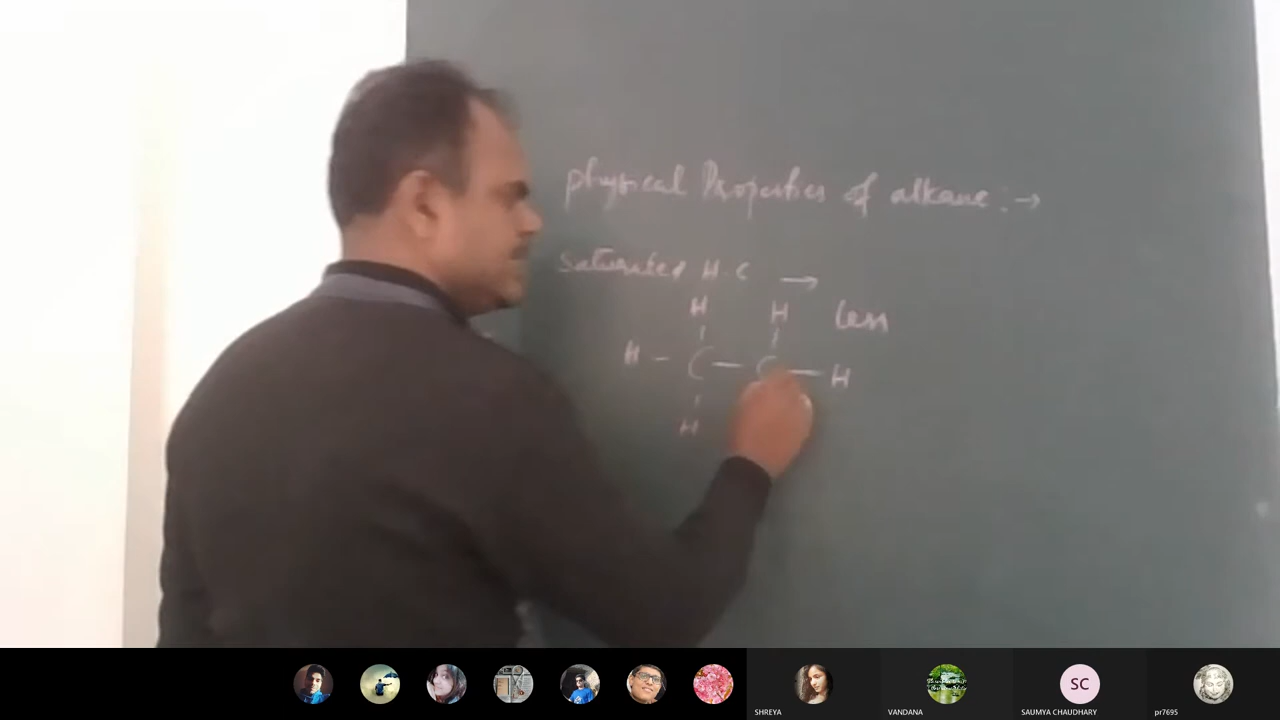 physical Properties of alkane :→
saturated H.C →
Less
H H
H - C - C - H
H
SC
SHREYA
VANDANA
SAUMYA CHAUDHARY
pr7695